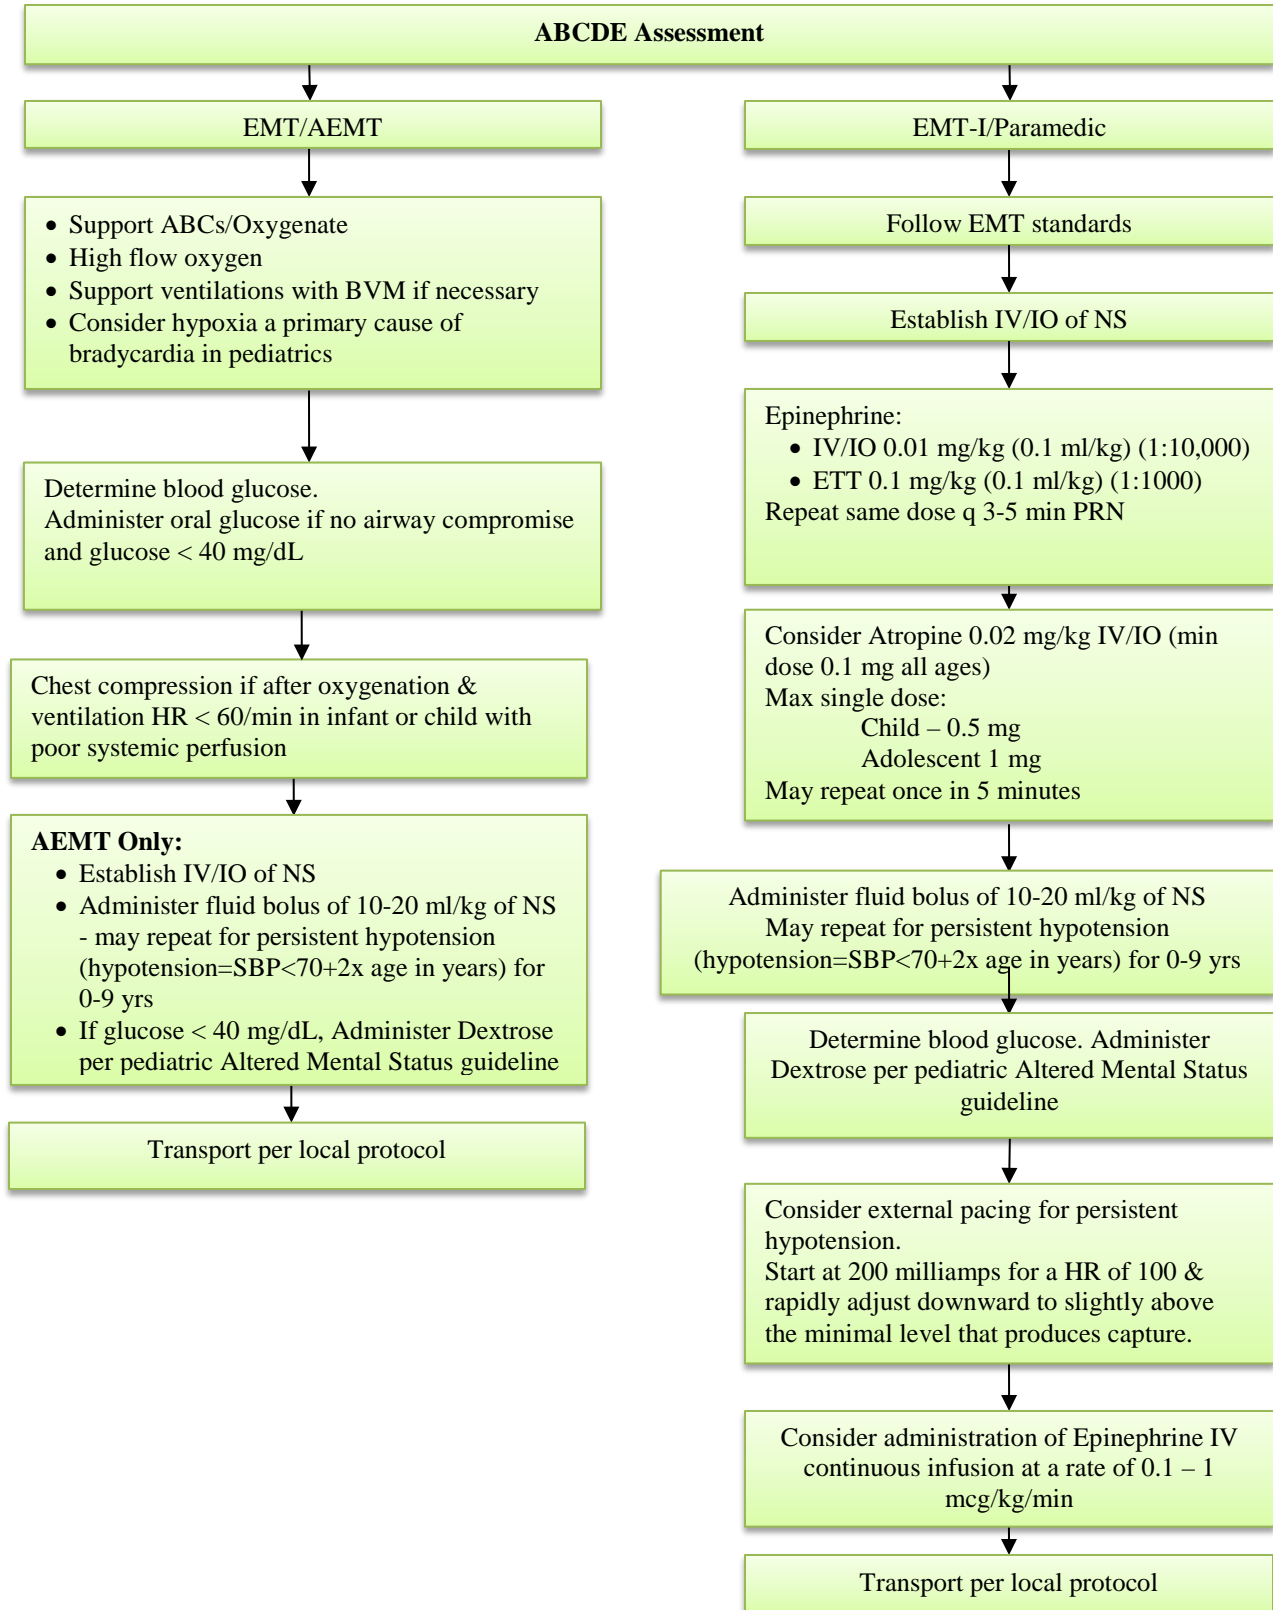 ABCDE Assessment
EMT/AEMT
• Support ABCs/Oxygenate
• High flow oxygen
• Support ventilations with BVM if necessary
• Consider hypoxia a primary cause of
bradycardia in pediatrics
Determine blood glucose.
Administer oral glucose if no airway compromise
and glucose < 40 mg/dL
Chest compression if after oxygenation &
ventilation HR < 60/min in infant or child with
poor systemic perfusion
AEMT Only:
• Establish IV/IO of NS
• Administer fluid bolus of 10-20 ml/kg of NS
- may repeat for persistent hypotension
(hypotension=SBP<70+2x age in years) for
0-9 yrs
• If glucose < 40 mg/dL, Administer Dextrose
per pediatric Altered Mental Status guideline
Transport per local protocol
EMT-I/Paramedic
Follow EMT standards
Establish IV/IO of NS
Epinephrine:
• IV/IO 0.01 mg/kg (0.1 ml/kg) (1:10,000)
• ETT 0.1 mg/kg (0.1 ml/kg) (1:1000)
Repeat same dose q 3-5 min PRN
Consider Atropine 0.02 mg/kg IV/IO (min
dose 0.1 mg all ages)
Max single dose:
Child – 0.5 mg
Adolescent 1 mg
May repeat once in 5 minutes
Administer fluid bolus of 10-20 ml/kg of NS
May repeat for persistent hypotension
(hypotension=SBP<70+2x age in years) for 0-9 yrs
Determine blood glucose. Administer
Dextrose per pediatric Altered Mental Status
guideline
Consider external pacing for persistent
hypotension.
Start at 200 milliamps for a HR of 100 &
rapidly adjust downward to slightly above
the minimal level that produces capture.
Consider administration of Epinephrine IV
continuous infusion at a rate of 0.1 – 1
mcg/kg/min
Transport per local protocol